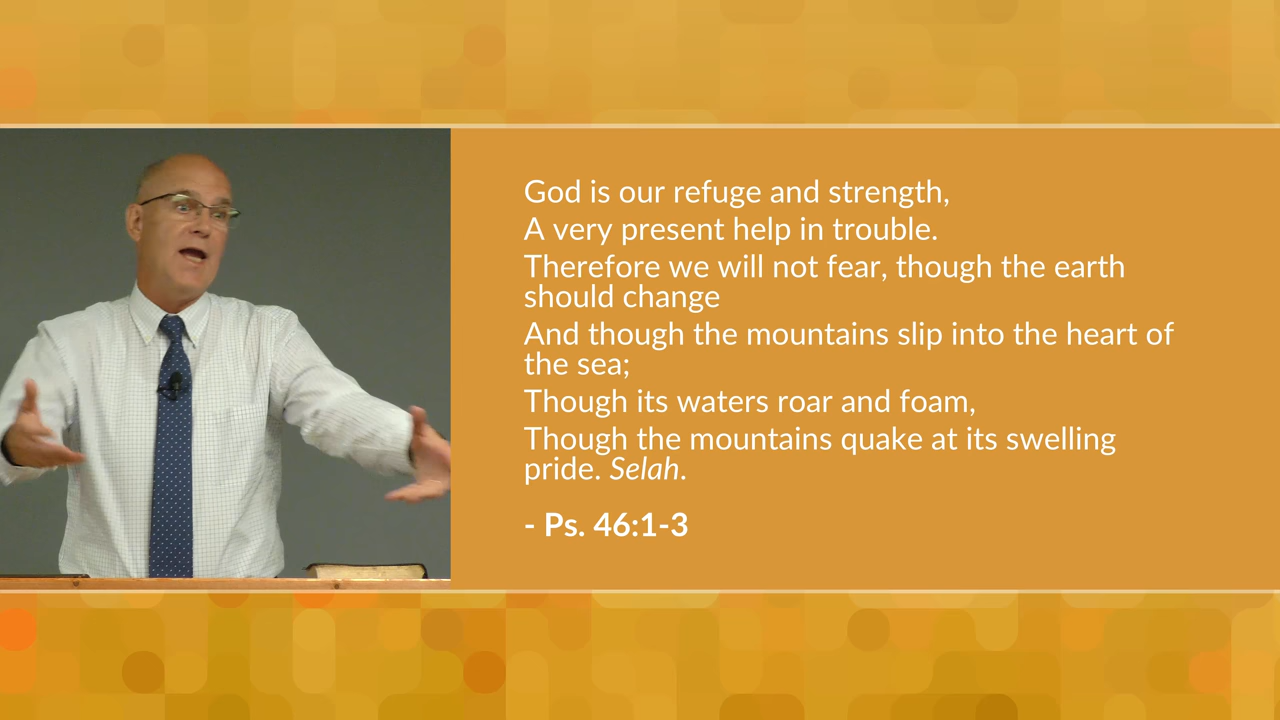 God is our refuge and strength,
A very present help in trouble.
Therefore we will not fear, though the earth
should change
And though the mountains slip into the heart of
the sea;
Though its waters roar and foam,
Though the mountains quake at its swelling
pride. Selah.
- Ps. 46:1-3